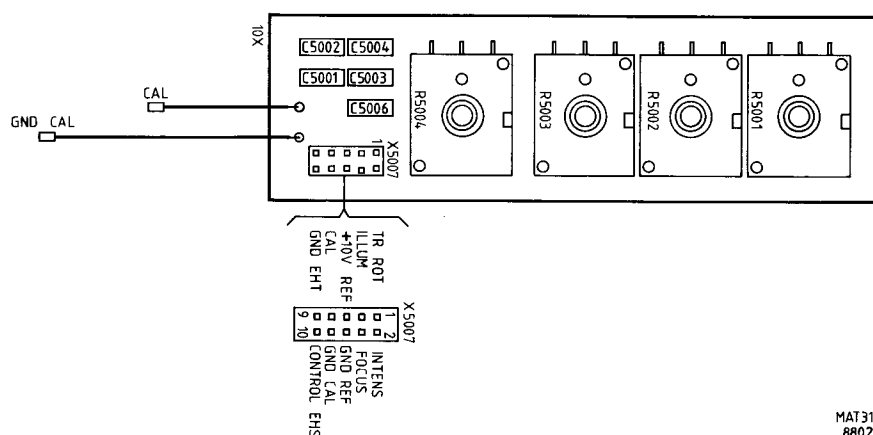 10X
C5002 C5004
C5001 C5003
C5006
CAL
GND CAL
R5004
R5003
R5002
R5001
1
X5007
TR ROT
ILLUM
+10V REF
CAL
GND EHT
X5007
9 1
10 2
INTENS
FOCUS
GND REF
GND CAL
CONTROL EHS
MAT31
8802